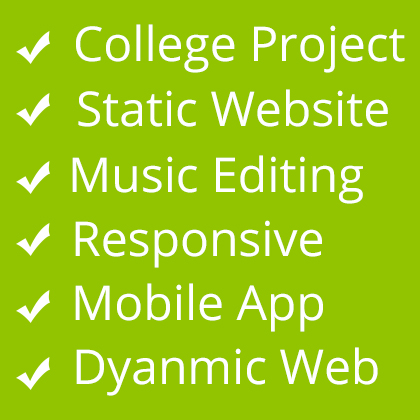 College Project
Static Website
Music Editing
Responsive
Mobile App
Dyanmic Web